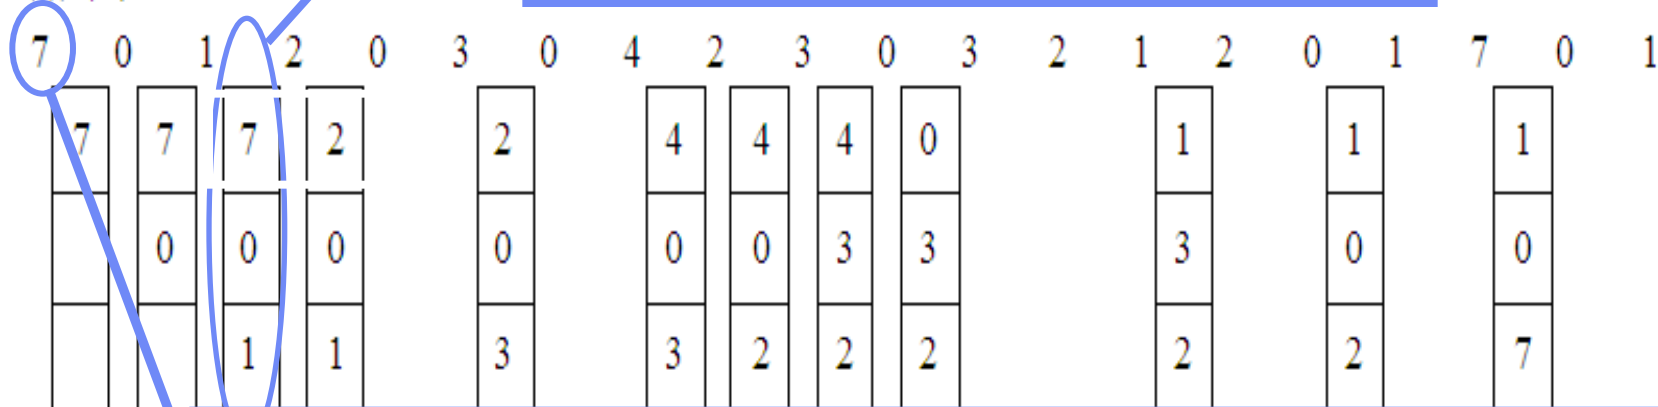 7 0 1 2 0 3 0 4 2 3 0 3 2 1 2 0 1 7 0 1
7 7 7 2 2 4 4 4 0 1 1 1
0 0 0 0 0 0 3 3 3 0 0
1 1 3 3 2 2 2 2 2 7